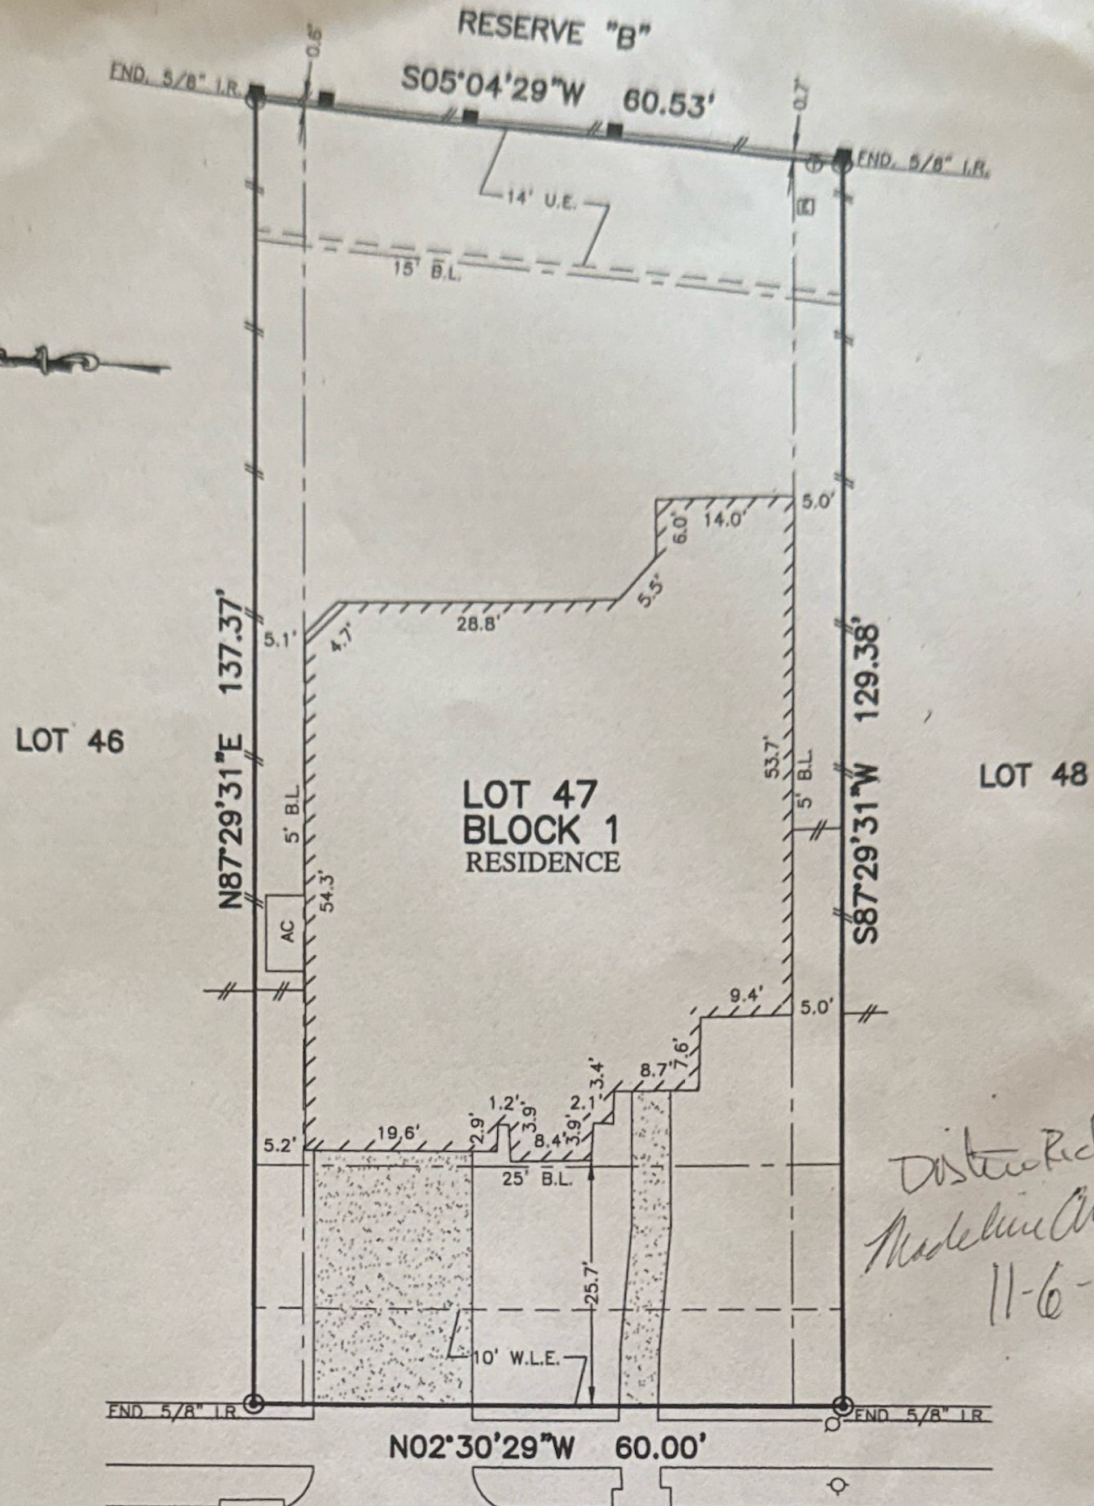 RESERVE "B"
0.6'
FND. 5/8" I.R.
S05°04'29"W 60.53'
0.7'
FND. 5/8" I.R.
14' U.E.
E
15' B.L.
5.0'
14.0'
6.0'
5.5'
28.8'
4.7'
5.1'
N87°29'31"E 137.37'
S87°29'31"W 129.38'
LOT 46
LOT 48
53.7'
5' B.L.
5' B.L.
LOT 47
BLOCK 1
RESIDENCE
54.3'
AC
9.4'
5.0'
7.6'
8.7'
3.4'
2.1'
3.9'
8.4'
3.9'
1.2'
2.9'
19.6'
5.2'
25' B.L.
25.7'
10' W.L.E.
11-6-
FND. 5/8" I.R.
FND. 5/8" I.R.
N02°30'29"W 60.00'